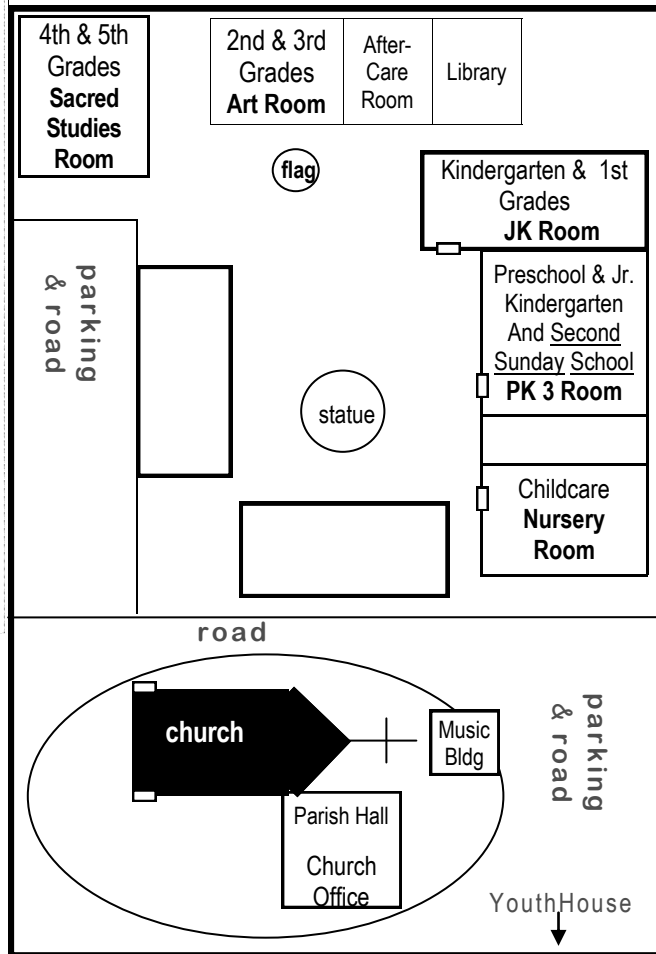 4th & 5th
Grades
Sacred
Studies
Room
2nd & 3rd
Grades
Art Room
After-
Care
Room
Library
flag
Kindergarten & 1st
Grades
JK Room
Preschool & Jr.
Kindergarten
And Second
Sunday School
PK 3 Room
parking
& road
statue
Childcare
Nursery
Room
road
church
Music
Bldg
parking
& road
Parish Hall
Church
Office
YouthHouse